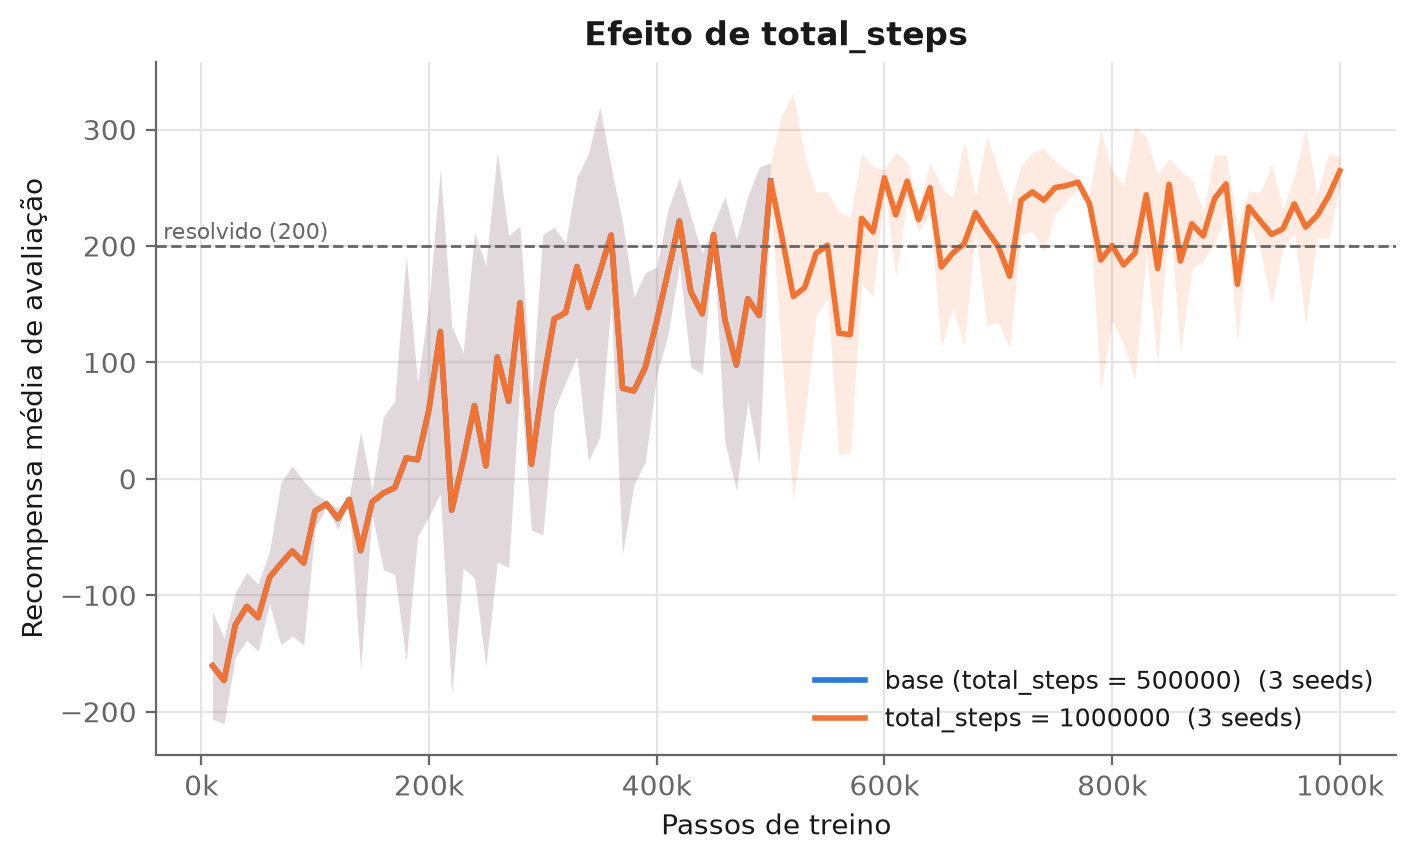 Efeito de total_steps
Recompensa média de avaliação
300
200
100
0
−100
−200
resolvido (200)
base (total_steps = 500000)  (3 seeds)
total_steps = 1000000  (3 seeds)
0k
200k
400k
600k
800k
1000k
Passos de treino